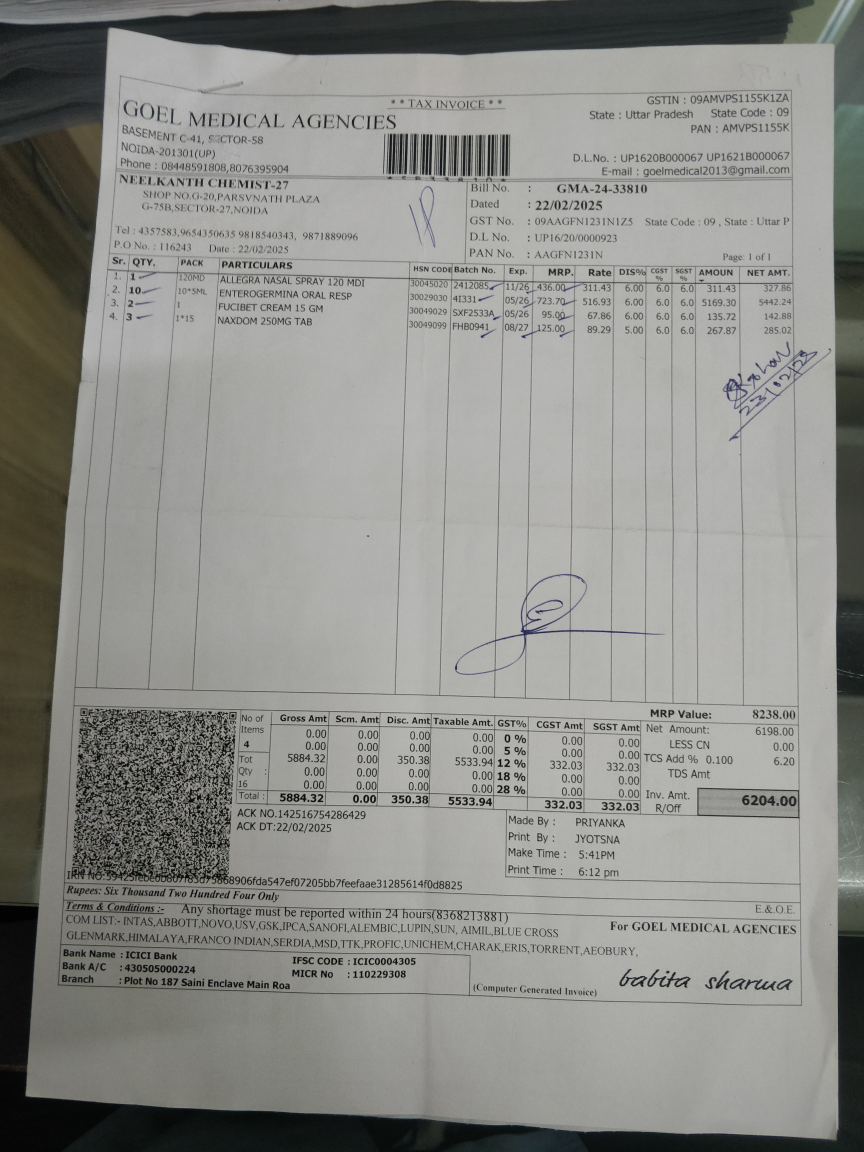 * * TAX INVOICE * *
GOEL MEDICAL AGENCIES
BASEMENT C-41, SECTOR-58
NOIDA-201301(UP)
Phone : 08448591808,8076395904
GSTIN : 09AMVPS1155K1ZA
State : Uttar Pradesh State Code : 09
PAN : AMVPS1155K
D.L.No. : UP1620B000067 UP1621B000067
E-mail : goelmedical2013@gmail.com
NEELKANTH CHEMIST-27
SHOP NO.G-20,PARSVNATH PLAZA
G-75B,SECTOR-27,NOIDA
Tel : 4357583,9654350635 9818540343, 9871889096
P.O No. : 116243 Date : 22/02/2025
Bill No. : GMA-24-33810
Dated : 22/02/2025
GST No. : 09AAGFN1231N1Z5 State Code : 09 , State : Uttar P
D.L No. : UP16/20/0000923
PAN No. : AAGFN1231N Page: 1 of 1
Sr. QTY. PACK PARTICULARS HSN CODE Batch No. Exp. MRP. Rate DIS% CGST % SGST % AMOUN NET AMT.
1. 1 120MD ALLEGRA NASAL SPRAY 120 MDI 30045020 2412085 11/26 436.00 311.43 6.00 6.0 6.0 311.43 327.86
2. 10 10*5ML ENTEROGERMINA ORAL RESP 30029030 41331 05/26 723.70 516.93 6.00 6.0 6.0 5169.30 5442.24
3. 2 1 FUCIBET CREAM 15 GM 30049029 SXF2533A 05/26 95.00 67.86 6.00 6.0 6.0 135.72 142.88
4. 3 1*15 NAXDOM 250MG TAB 30049099 FHB0941 08/27 125.00 89.29 5.00 6.0 6.0 267.87 285.02
23/02/25
No of Items 4
Tot Qty : 16
Gross Amt Scm. Amt Disc. Amt Taxable Amt. GST% CGST Amt SGST Amt
0.00 0.00 0.00 0.00 0 % 0.00 0.00
0.00 0.00 0.00 0.00 5 % 0.00 0.00
5884.32 0.00 350.38 5533.94 12 % 332.03 332.03
0.00 0.00 0.00 0.00 18 % 0.00 0.00
0.00 0.00 0.00 0.00 28 % 0.00 0.00
Total : 5884.32 0.00 350.38 5533.94 332.03 332.03
MRP Value: 8238.00
Net Amount: 6198.00
LESS CN 0.00
TCS Add % 0.100 6.20
TDS Amt
Inv. Amt. R/Off 6204.00
ACK NO.142516754286429
ACK DT:22/02/2025
Made By : PRIYANKA
Print By : JYOTSNA
Make Time : 5:41PM
Print Time : 6:12 pm
Rupees: Six Thousand Two Hundred Four Only
E.& O.E.
Terms & Conditions :- Any shortage must be reported within 24 hours(8368213881)
COM LIST:- INTAS,ABBOTT,NOVO,USV,GSK,IPCA,SANOFI,ALEMBIC,LUPIN,SUN, AIMIL,BLUE CROSS
GLENMARK,HIMALAYA,FRANCO INDIAN,SERDIA,MSD,TTK,PROFIC,UNICHEM,CHARAK,ERIS,TORRENT,AEOBURY,
For GOEL MEDICAL AGENCIES
Bank Name : ICICI Bank
Bank A/C : 430505000224
Branch : Plot No 187 Saini Enclave Main Roa
IFSC CODE : ICIC0004305
MICR No : 110229308
(Computer Generated Invoice)
babita sharma